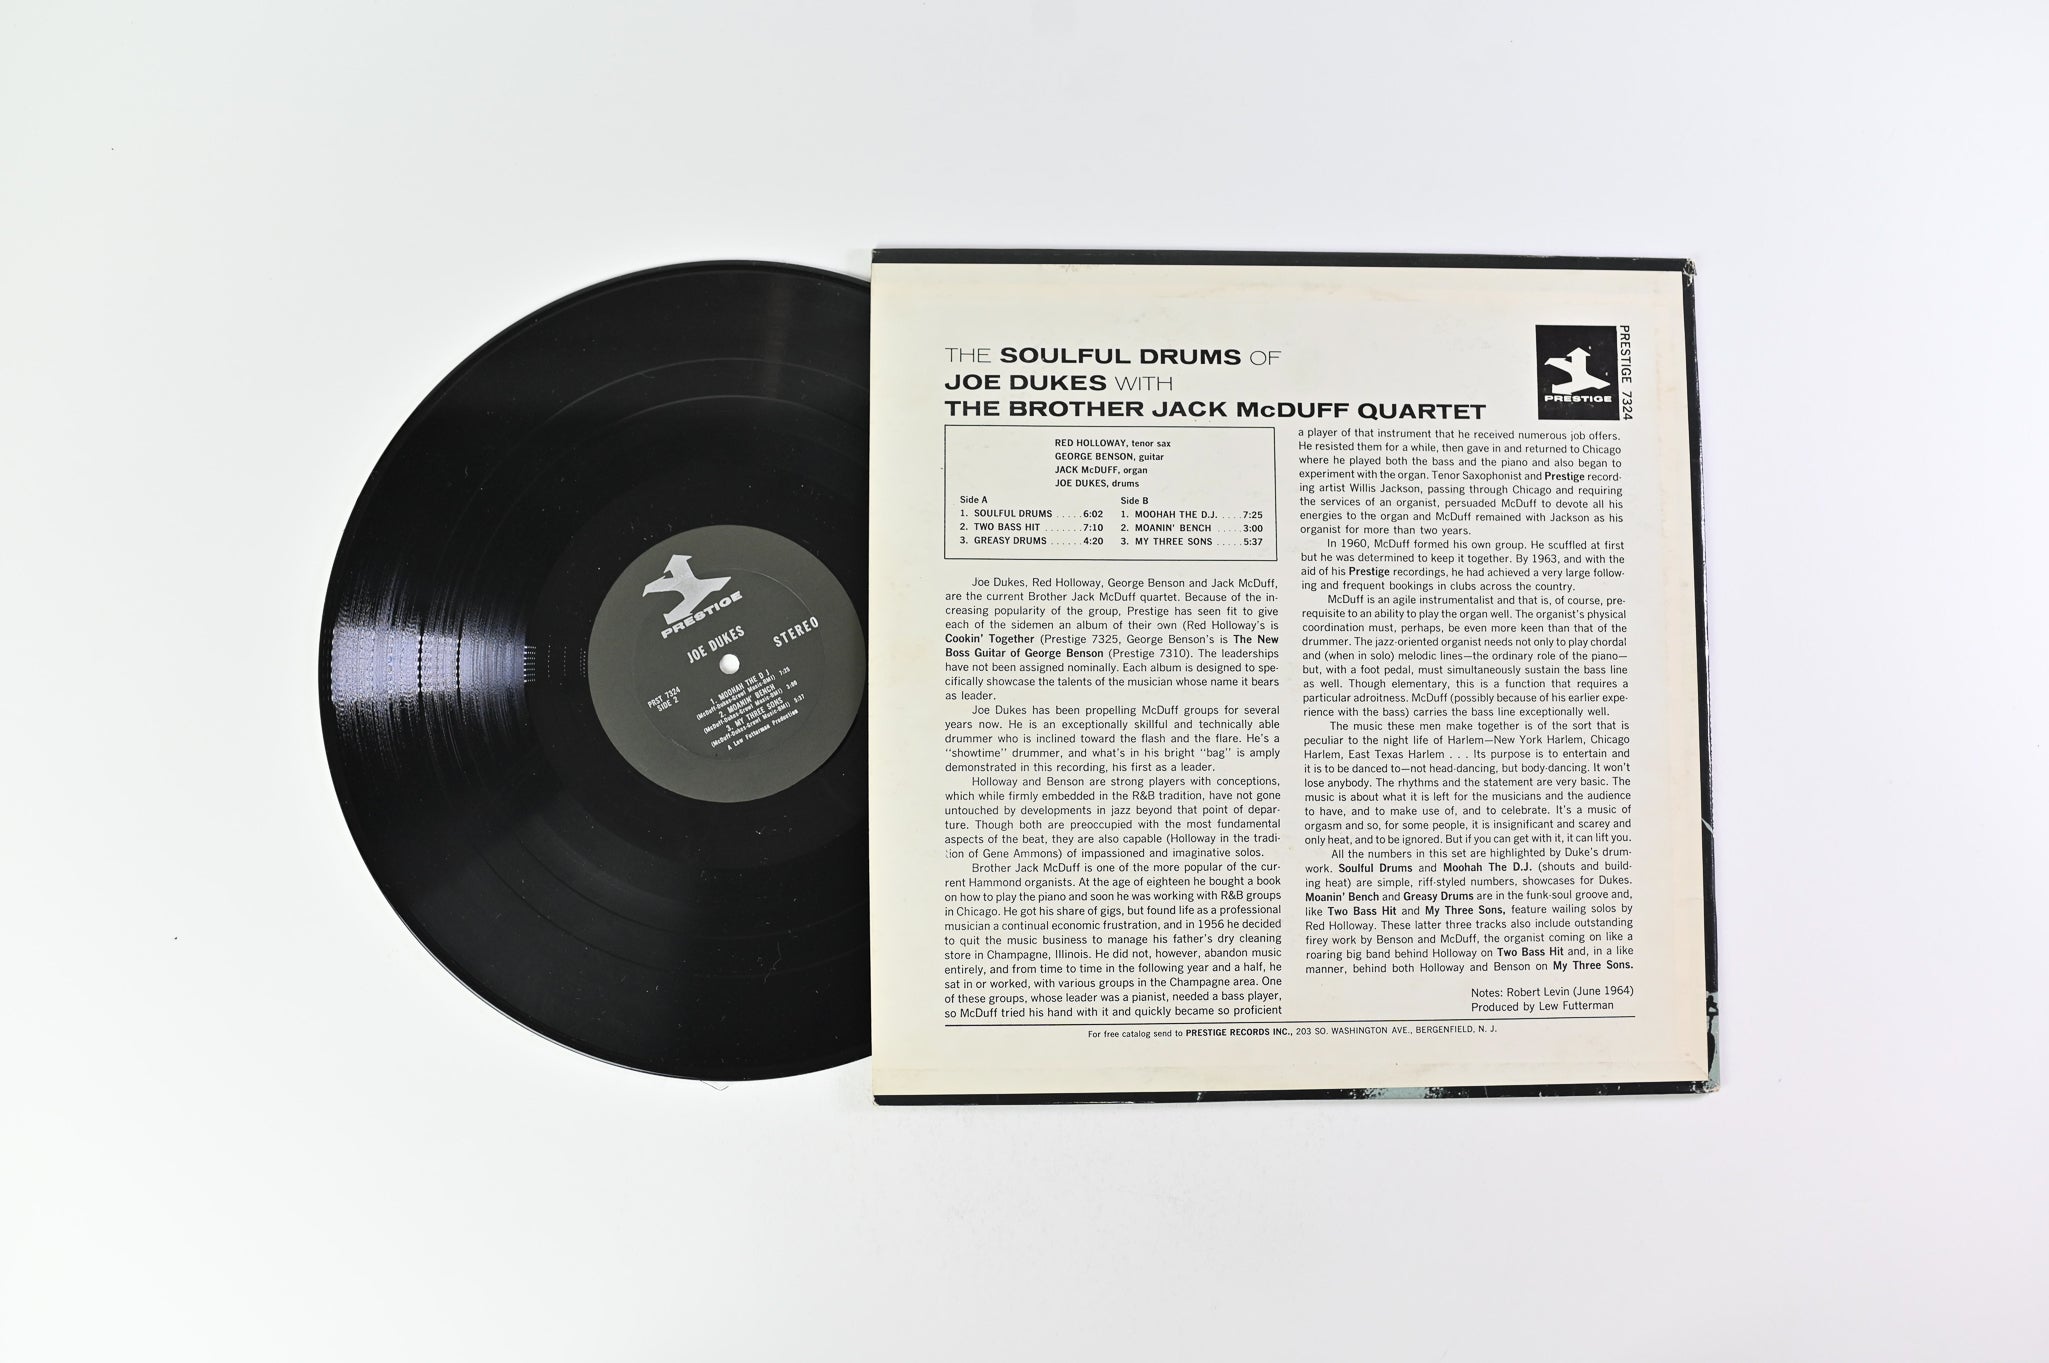 PRESTIGE
JOE DUKES
STEREO
PRST 7324
SIDE 2
1. MOOHAH THE D.J. 7:25
(McDuff-Dukes-Growl Music-BMI)
2. MOANIN' BENCH 3:00
(McDuff-Dukes-Growl Music-BMI)
3. MY THREE SONS 5:37
(McDuff-Dukes-Growl Music-BMI)
A Lew Futterman Production
THE SOULFUL DRUMS OF
JOE DUKES WITH
THE BROTHER JACK McDUFF QUARTET
PRESTIGE
PRESTIGE 7324
RED HOLLOWAY, tenor sax
GEORGE BENSON, guitar
JACK McDUFF, organ
JOE DUKES, drums
Side A
1. SOULFUL DRUMS . . . . . 6:02
2. TWO BASS HIT . . . . . . . 7:10
3. GREASY DRUMS . . . . . . 4:20
Side B
1. MOOHAH THE D.J. . . . . 7:25
2. MOANIN' BENCH . . . . . 3:00
3. MY THREE SONS . . . . . 5:37
Joe Dukes, Red Holloway, George Benson and Jack McDuff,
are the current Brother Jack McDuff quartet. Because of the in-
creasing popularity of the group, Prestige has seen fit to give
each of the sidemen an album of their own (Red Holloway's is
Cookin' Together (Prestige 7325, George Benson's is The New
Boss Guitar of George Benson (Prestige 7310). The leaderships
have not been assigned nominally. Each album is designed to spe-
cifically showcase the talents of the musician whose name it bears
as leader.
Joe Dukes has been propelling McDuff groups for several
years now. He is an exceptionally skillful and technically able
drummer who is inclined toward the flash and the flare. He's a
"showtime" drummer, and what's in his bright "bag" is amply
demonstrated in this recording, his first as a leader.
Holloway and Benson are strong players with conceptions,
which while firmly embedded in the R&B tradition, have not gone
untouched by developments in jazz beyond that point of depar-
ture. Though both are preoccupied with the most fundamental
aspects of the beat, they are also capable (Holloway in the tradi-
tion of Gene Ammons) of impassioned and imaginative solos.
Brother Jack McDuff is one of the more popular of the cur-
rent Hammond organists. At the age of eighteen he bought a book
on how to play the piano and soon he was working with R&B groups
in Chicago. He got his share of gigs, but found life as a professional
musician a continual economic frustration, and in 1956 he decided
to quit the music business to manage his father's dry cleaning
store in Champagne, Illinois. He did not, however, abandon music
entirely, and from time to time in the following year and a half, he
sat in or worked, with various groups in the Champagne area. One
of these groups, whose leader was a pianist, needed a bass player,
so McDuff tried his hand with it and quickly became so proficient
a player of that instrument that he received numerous job offers.
He resisted them for a while, then gave in and returned to Chicago
where he played both the bass and the piano and also began to
experiment with the organ. Tenor Saxophonist and Prestige record-
ing artist Willis Jackson, passing through Chicago and requiring
the services of an organist, persuaded McDuff to devote all his
energies to the organ and McDuff remained with Jackson as his
organist for more than two years.
In 1960, McDuff formed his own group. He scuffled at first
but he was determined to keep it together. By 1963, and with the
aid of his Prestige recordings, he had achieved a very large follow-
ing and frequent bookings in clubs across the country.
McDuff is an agile instrumentalist and that is, of course, pre-
requisite to an ability to play the organ well. The organist's physical
coordination must, perhaps, be even more keen than that of the
drummer. The jazz-oriented organist needs not only to play chordal
and (when in solo) melodic lines—the ordinary role of the piano—
but, with a foot pedal, must simultaneously sustain the bass line
as well. Though elementary, this is a function that requires a
particular adroitness. McDuff (possibly because of his earlier expe-
rience with the bass) carries the bass line exceptionally well.
The music these men make together is of the sort that is
peculiar to the night life of Harlem—New York Harlem, Chicago
Harlem, East Texas Harlem . . . Its purpose is to entertain and
it is to be danced to—not head-dancing, but body-dancing. It won't
lose anybody. The rhythms and the statement are very basic. The
music is about what it is left for the musicians and the audience
to have, and to make use of, and to celebrate. It's a music of
orgasm and so, for some people, it is insignificant and scarey and
only heat, and to be ignored. But if you can get with it, it can lift you.
All the numbers in this set are highlighted by Duke's drum-
work. Soulful Drums and Moohah The D.J. (shouts and build-
ing heat) are simple, riff-styled numbers, showcases for Dukes.
Moanin' Bench and Greasy Drums are in the funk-soul groove and,
like Two Bass Hit and My Three Sons, feature wailing solos by
Red Holloway. These latter three tracks also include outstanding
firey work by Benson and McDuff, the organist coming on like a
roaring big band behind Holloway on Two Bass Hit and, in a like
manner, behind both Holloway and Benson on My Three Sons.
Notes: Robert Levin (June 1964)
Produced by Lew Futterman
For free catalog send to PRESTIGE RECORDS INC., 203 SO. WASHINGTON AVE., BERGENFIELD, N. J.